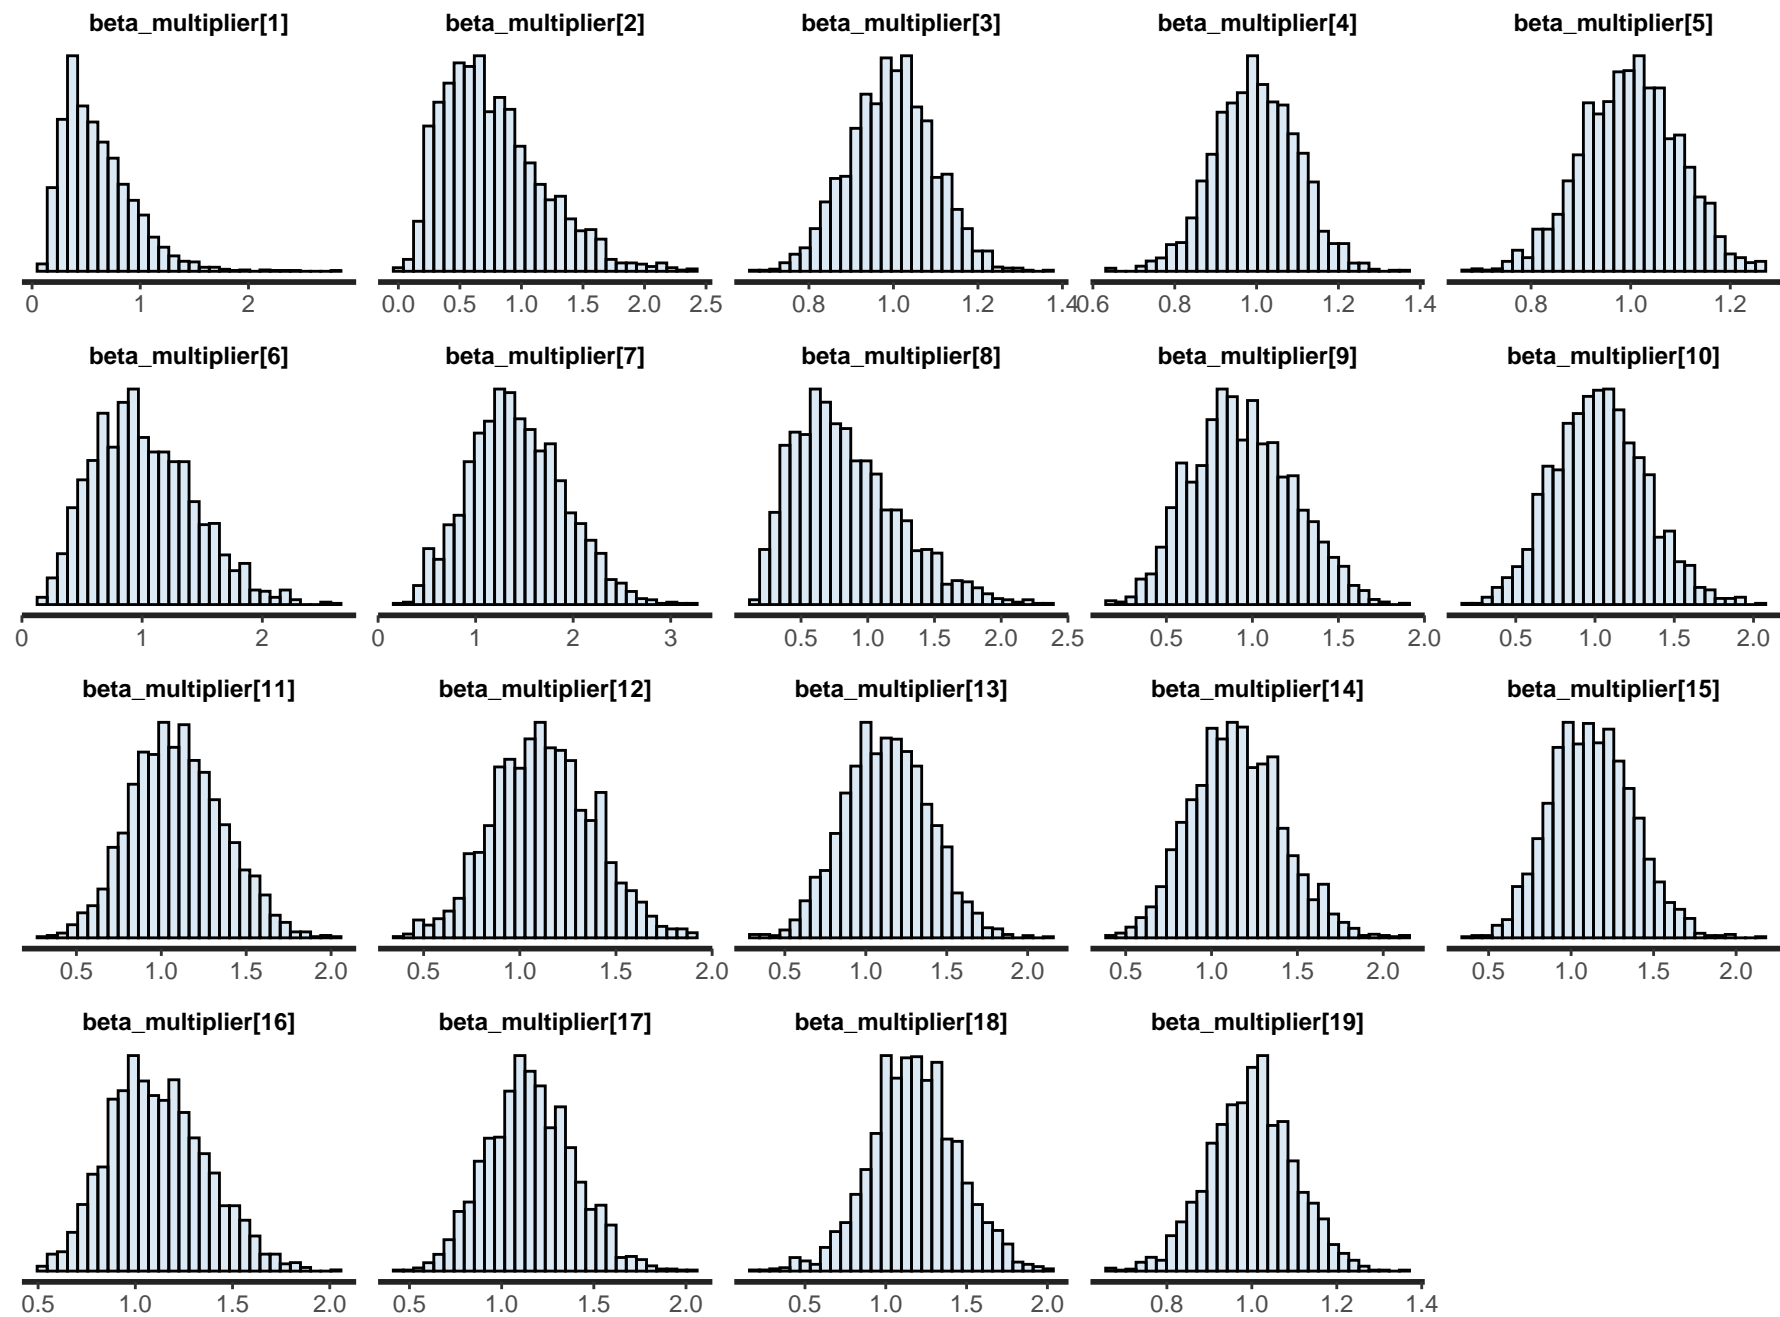 beta_multiplier[1] beta_multiplier[2] beta_multiplier[3] beta_multiplier[4] beta_multiplier[5]
0 1 2 0.0 0.5 1.0 1.5 2.0 2.5 0.8 1.0 1.2 1.4 0.6 0.8 1.0 1.2 1.4 0.8 1.0 1.2
beta_multiplier[6] beta_multiplier[7] beta_multiplier[8] beta_multiplier[9] beta_multiplier[10]
0 1 2 0 1 2 3 0.5 1.0 1.5 2.0 2.5 0.5 1.0 1.5 2.0 0.5 1.0 1.5 2.0
beta_multiplier[11] beta_multiplier[12] beta_multiplier[13] beta_multiplier[14] beta_multiplier[15]
0.5 1.0 1.5 2.0 0.5 1.0 1.5 2.0 0.5 1.0 1.5 2.0 0.5 1.0 1.5 2.0 0.5 1.0 1.5 2.0
beta_multiplier[16] beta_multiplier[17] beta_multiplier[18] beta_multiplier[19]
0.5 1.0 1.5 2.0 0.5 1.0 1.5 2.0 0.5 1.0 1.5 2.0 0.8 1.0 1.2 1.4